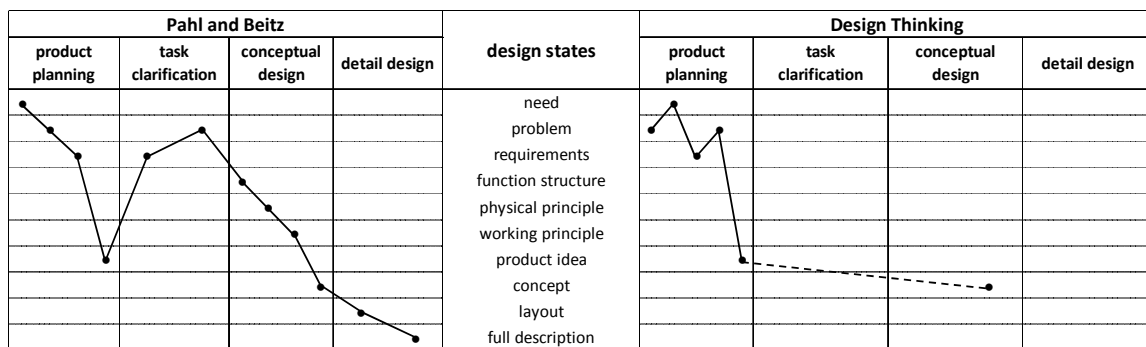 Pahl and Beitz
design states
Design Thinking
product
planning
task
clarification
conceptual
design
detail design
product
planning
task
clarification
conceptual
design
detail design
need
problem
requirements
function structure
physical principle
working principle
product idea
concept
layout
full description